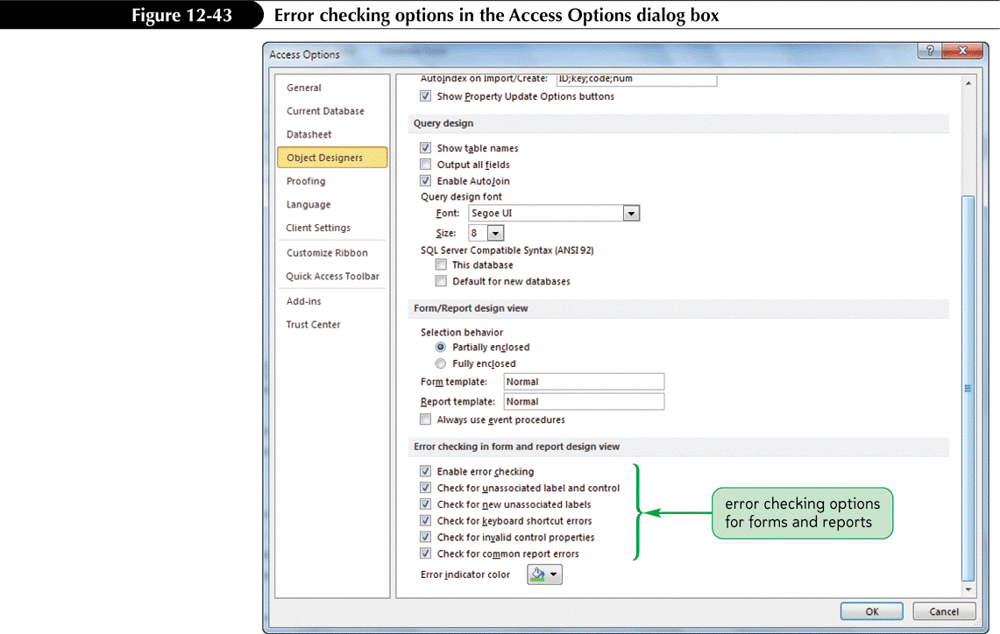 Figure 12-43 Error checking options in the Access Options dialog box
Access Options
General
Current Database
Datasheet
Object Designers
Proofing
Language
Client Settings
Customize Ribbon
Quick Access Toolbar
Add-ins
Trust Center
AutoIndex on Import/Create: ID;key;code;num
Show Property Update Options buttons
Query design
Show table names
Output all fields
Enable AutoJoin
Query design font
Font: Segoe UI
Size: 8
SQL Server Compatible Syntax (ANSI 92)
This database
Default for new databases
Form/Report design view
Selection behavior
Partially enclosed
Fully enclosed
Form template: Normal
Report template: Normal
Always use event procedures
Error checking in form and report design view
Enable error checking
Check for unassociated label and control
Check for new unassociated labels
Check for keyboard shortcut errors
Check for invalid control properties
Check for common report errors
Error indicator color
error checking options
for forms and reports
OK Cancel